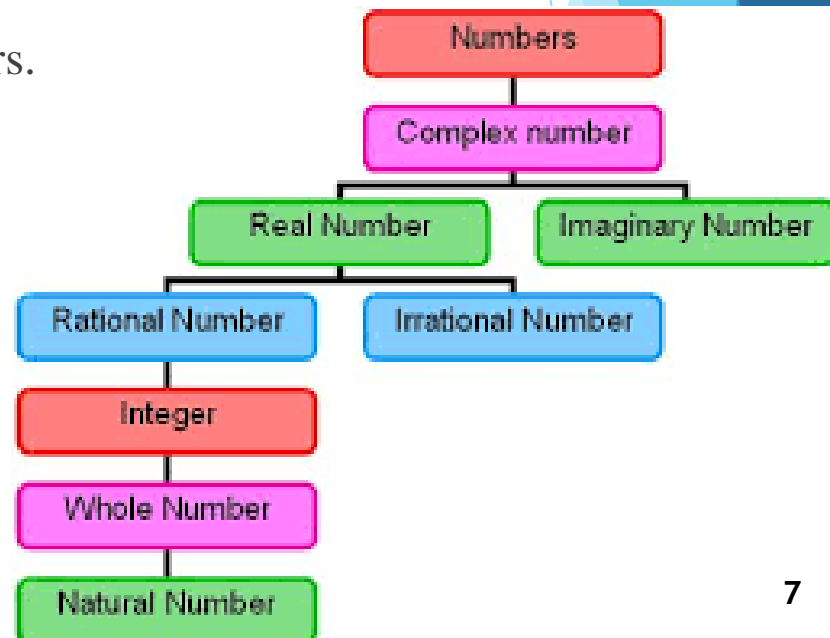 rs.
Numbers
Complex number
Real Number Imaginary Number
Rational Number Irrational Number
Integer
Whole Number
Natural Number
7